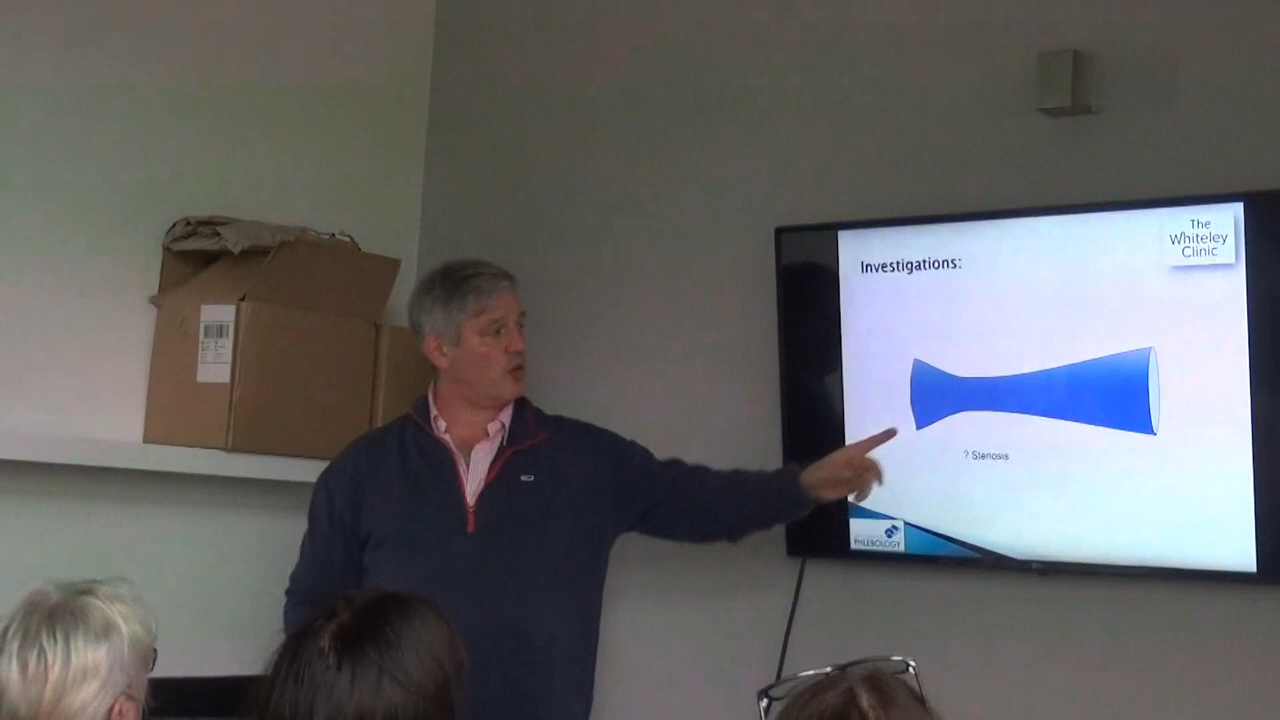 The
Whiteley
Clinic
Investigations:
? Stenosis
PHLEBOLOGY